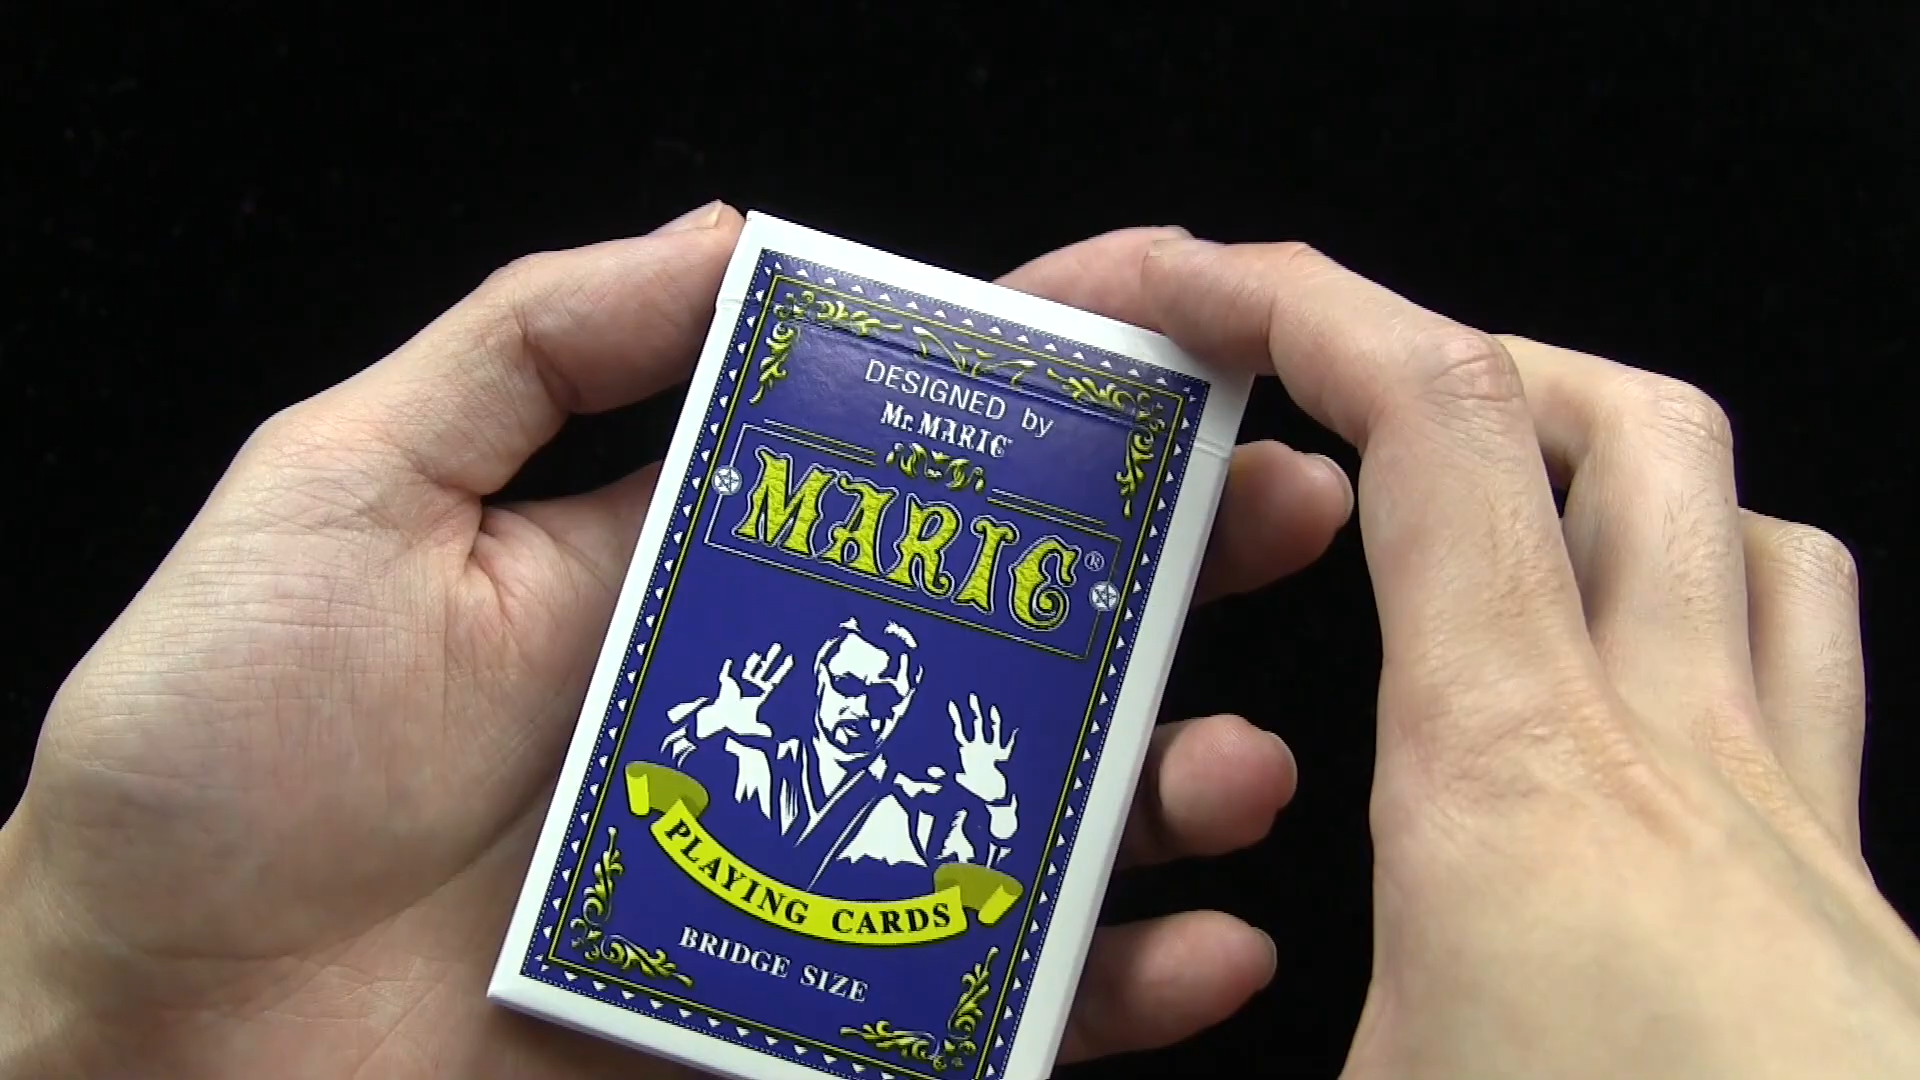 DESIGNED by
Mr. MARIC
MARIC®
PLAYING CARDS
BRIDGE SIZE